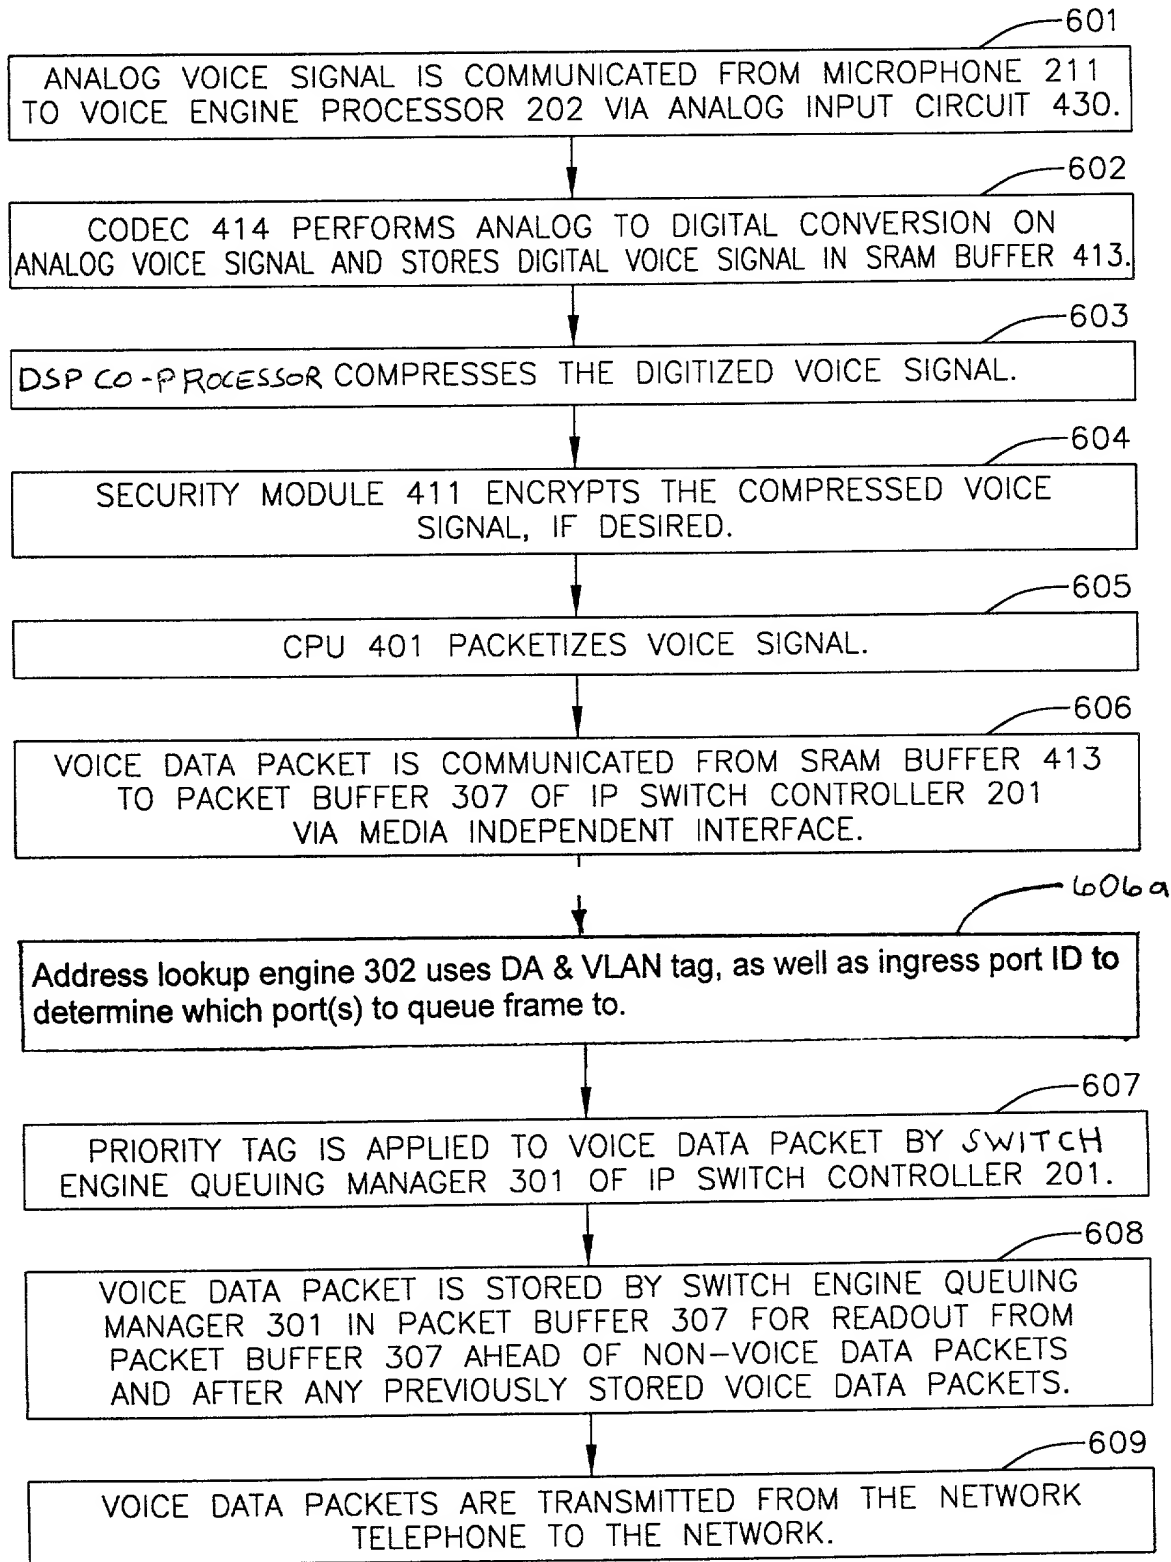 601
ANALOG VOICE SIGNAL IS COMMUNICATED FROM MICROPHONE 211
TO VOICE ENGINE PROCESSOR 202 VIA ANALOG INPUT CIRCUIT 430.
602
CODEC 414 PERFORMS ANALOG TO DIGITAL CONVERSION ON
ANALOG VOICE SIGNAL AND STORES DIGITAL VOICE SIGNAL IN SRAM BUFFER 413.
603
DSP CO-PROCESSOR COMPRESSES THE DIGITIZED VOICE SIGNAL.
604
SECURITY MODULE 411 ENCRYPTS THE COMPRESSED VOICE
SIGNAL, IF DESIRED.
605
CPU 401 PACKETIZES VOICE SIGNAL.
606
VOICE DATA PACKET IS COMMUNICATED FROM SRAM BUFFER 413
TO PACKET BUFFER 307 OF IP SWITCH CONTROLLER 201
VIA MEDIA INDEPENDENT INTERFACE.
606a
Address lookup engine 302 uses DA & VLAN tag, as well as ingress port ID to
determine which port(s) to queue frame to.
607
PRIORITY TAG IS APPLIED TO VOICE DATA PACKET BY SWITCH
ENGINE QUEUING MANAGER 301 OF IP SWITCH CONTROLLER 201.
608
VOICE DATA PACKET IS STORED BY SWITCH ENGINE QUEUING
MANAGER 301 IN PACKET BUFFER 307 FOR READOUT FROM
PACKET BUFFER 307 AHEAD OF NON-VOICE DATA PACKETS
AND AFTER ANY PREVIOUSLY STORED VOICE DATA PACKETS.
609
VOICE DATA PACKETS ARE TRANSMITTED FROM THE NETWORK
TELEPHONE TO THE NETWORK.